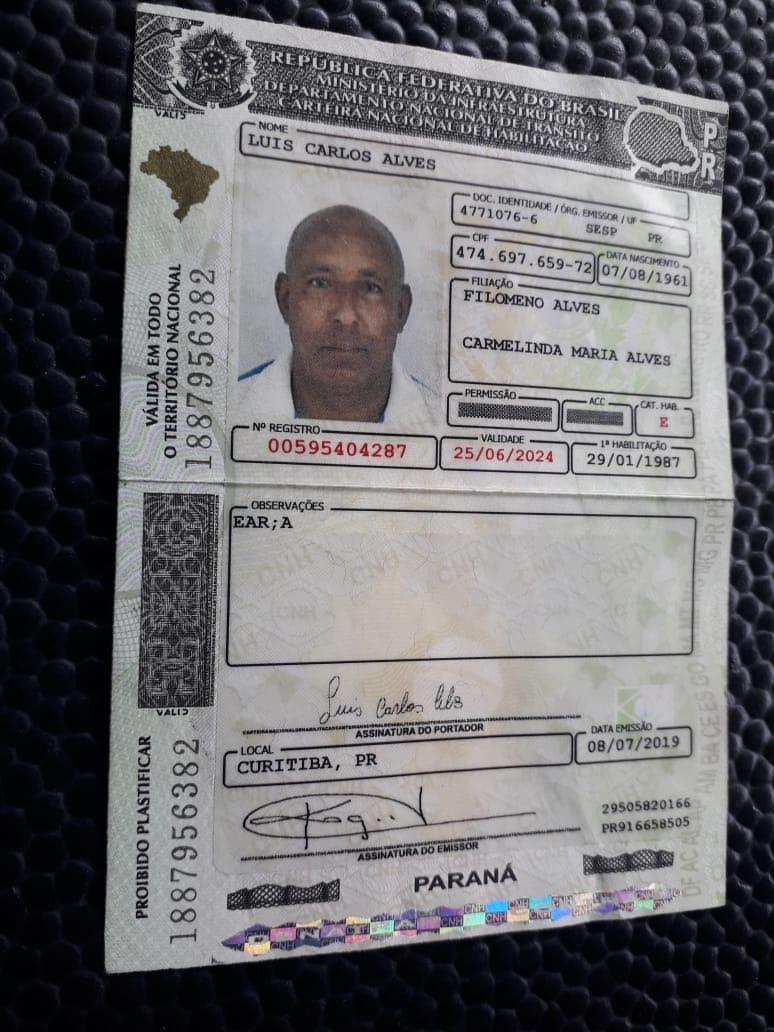 REPÚBLICA FEDERATIVA DO BRASIL
MINISTÉRIO DA INFRAESTRUTURA
DEPARTAMENTO NACIONAL DE TRÂNSITO
CARTEIRA NACIONAL DE HABILITAÇÃO
PR
NOME
LUIS CARLOS ALVES
DOC. IDENTIDADE / ÓRG. EMISSOR / UF
4771076-6 SESP PR
CPF
474.697.659-72
DATA NASCIMENTO
07/08/1961
FILIAÇÃO
FILOMENO ALVES
CARMELINDA MARIA ALVES
PERMISSÃO
ACC
CAT. HAB.
E
Nº REGISTRO
00595404287
VALIDADE
25/06/2024
1ª HABILITAÇÃO
29/01/1987
VÁLIDA EM TODO
O TERRITÓRIO NACIONAL
1887956382
OBSERVAÇÕES
EAR;A
Luis Carlos
ASSINATURA DO PORTADOR
LOCAL
CURITIBA, PR
DATA EMISSÃO
08/07/2019
29505820166
PR916658505
ASSINATURA DO EMISSOR
PARANÁ
PROIBIDO PLASTIFICAR
1887956382